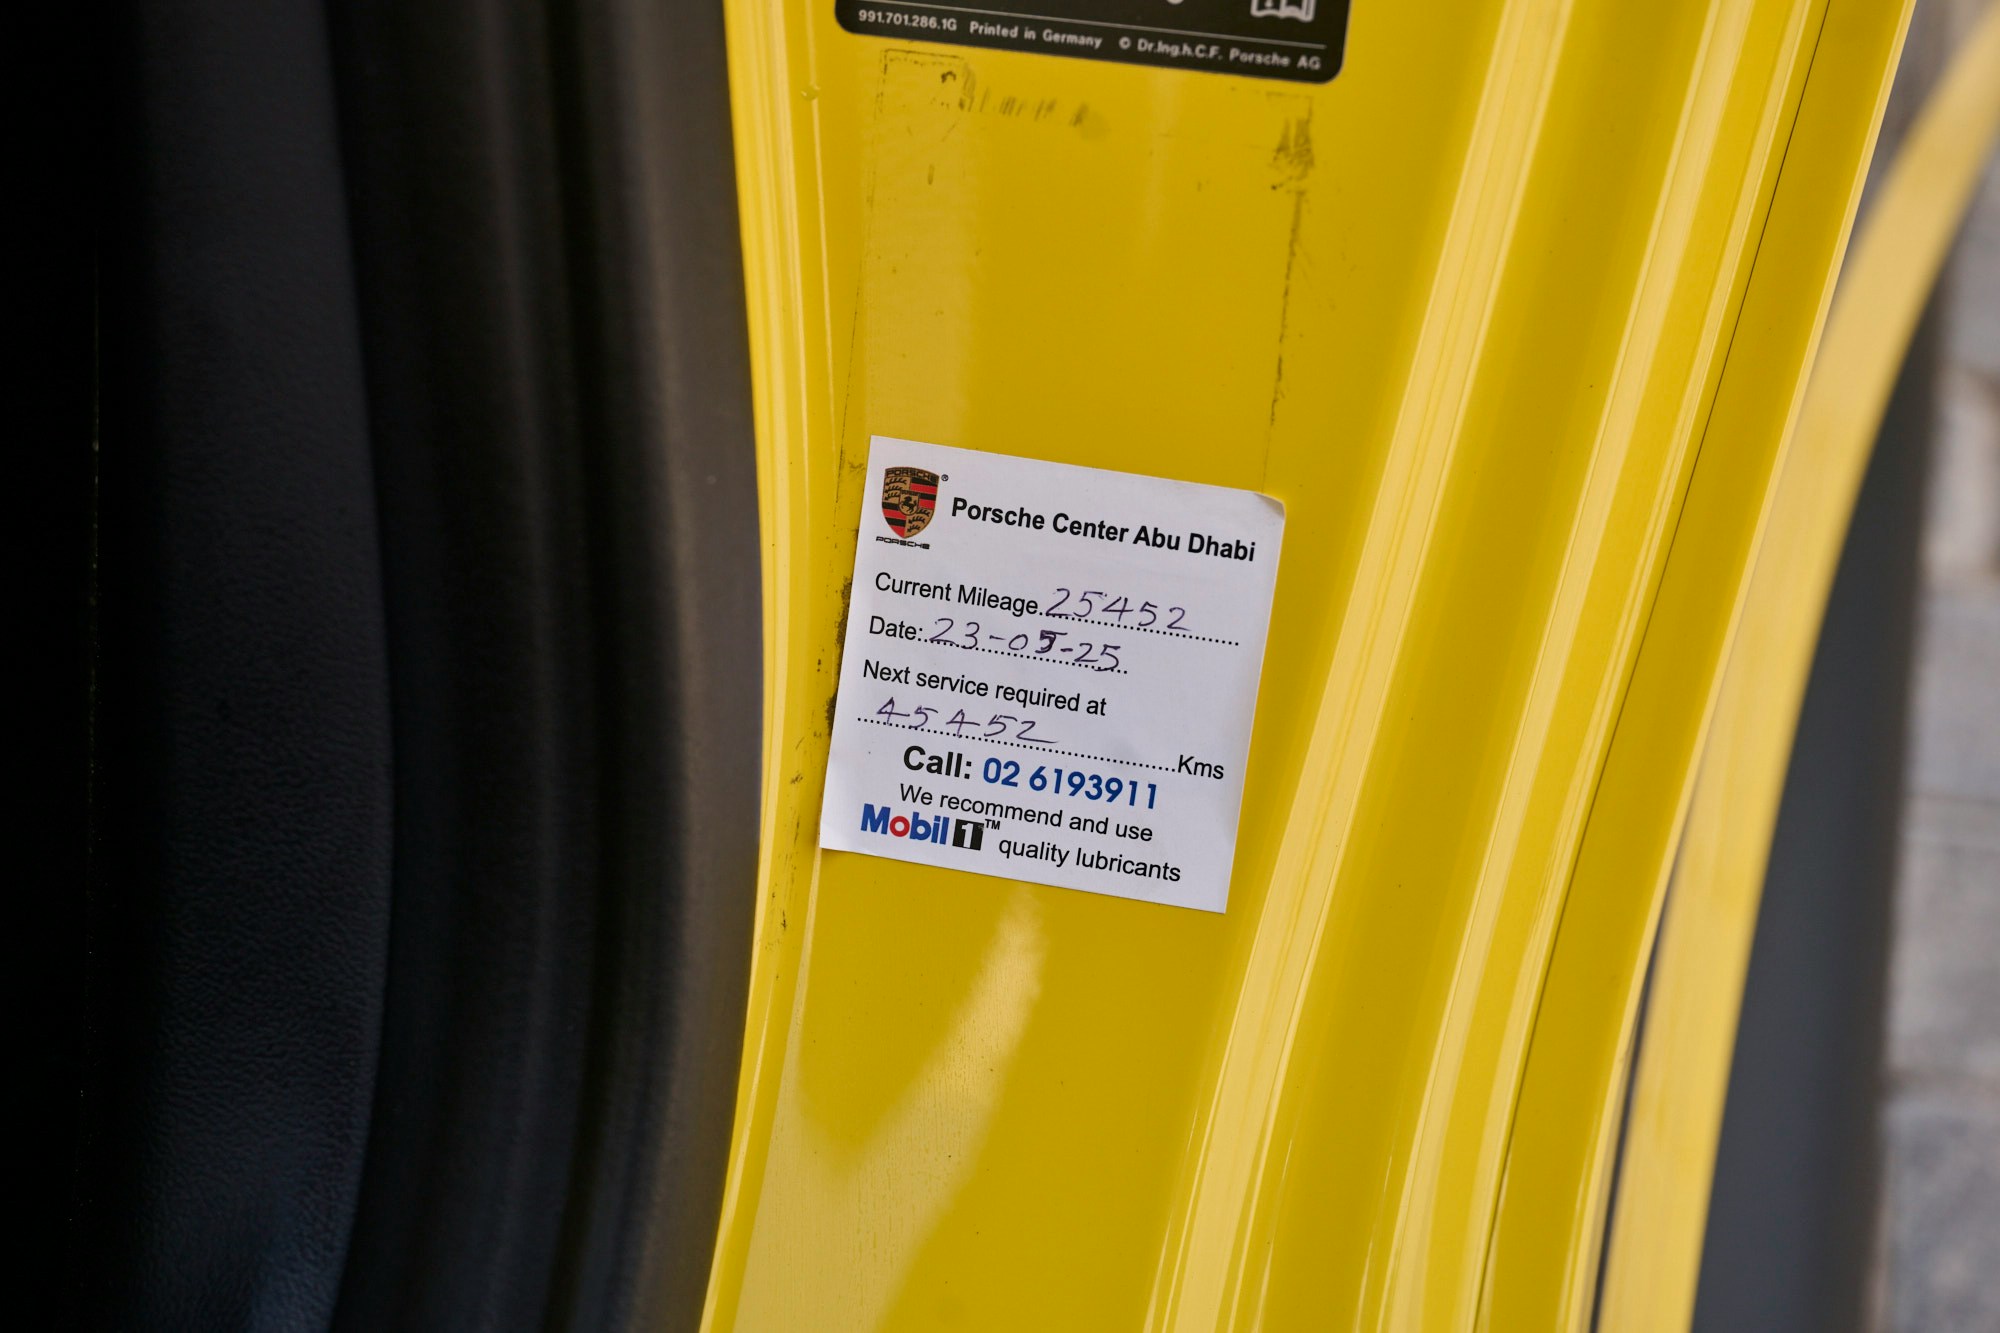 991.701.286.1G Printed in Germany © Dr.Ing.h.C.F. Porsche AG
PORSCHE
®
PORSCHE
Porsche Center Abu Dhabi
Current Mileage.25452
Date:.23-05-25
Next service required at
45452
Kms
Call: 02 6193911
We recommend and use
Mobil 1™ quality lubricants